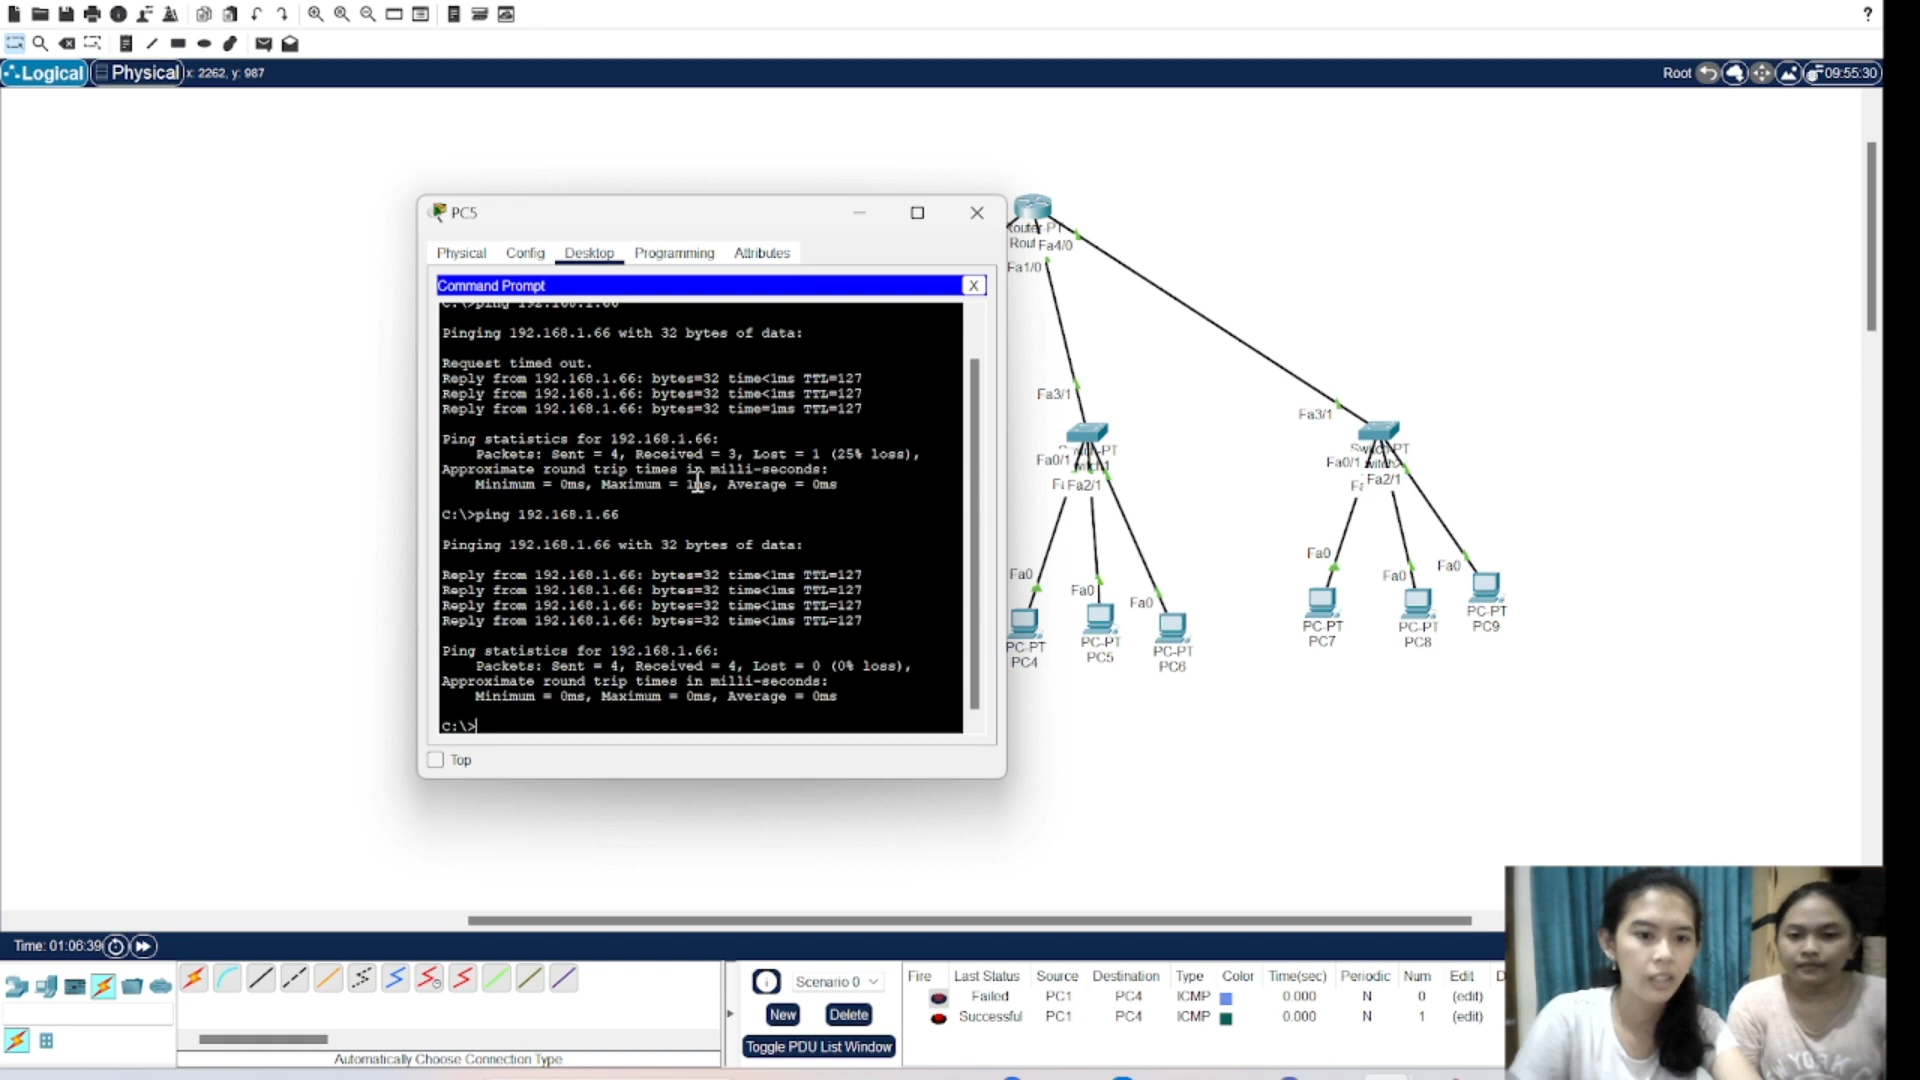 ?
Logical
Physical
x: 2262, y: 987
Root
09:55:30
PC5
Physical
Config
Desktop
Programming
Attributes
Command Prompt
X
C:\>ping 192.168.1.66
Pinging 192.168.1.66 with 32 bytes of data:
Request timed out.
Reply from 192.168.1.66: bytes=32 time<1ms TTL=127
Reply from 192.168.1.66: bytes=32 time<1ms TTL=127
Reply from 192.168.1.66: bytes=32 time=1ms TTL=127
Ping statistics for 192.168.1.66:
Packets: Sent = 4, Received = 3, Lost = 1 (25% loss),
Approximate round trip times in milli-seconds:
Minimum = 0ms, Maximum = 1ms, Average = 0ms
C:\>ping 192.168.1.66
Pinging 192.168.1.66 with 32 bytes of data:
Reply from 192.168.1.66: bytes=32 time<1ms TTL=127
Reply from 192.168.1.66: bytes=32 time<1ms TTL=127
Reply from 192.168.1.66: bytes=32 time<1ms TTL=127
Reply from 192.168.1.66: bytes=32 time<1ms TTL=127
Ping statistics for 192.168.1.66:
Packets: Sent = 4, Received = 4, Lost = 0 (0% loss),
Approximate round trip times in milli-seconds:
Minimum = 0ms, Maximum = 0ms, Average = 0ms
C:\>
Top
Fa4/0
Fa1/0
Fa3/1
Fa0/1
Fa2/1
Fa0
Fa0
Fa0
PC-PT
PC4
PC-PT
PC5
PC-PT
PC6
Fa3/1
Fa0/1
Fa2/1
Fa0
Fa0
Fa0
PC-PT
PC7
PC-PT
PC8
PC-PT
PC9
Time: 01:06:39
Automatically Choose Connection Type
Scenario 0
New
Delete
Toggle PDU List Window
Fire Last Status Source Destination Type Color Time(sec) Periodic Num Edit D
Failed PC1 PC4 ICMP 0.000 N 0 (edit)
Successful PC1 PC4 ICMP 0.000 N 1 (edit)